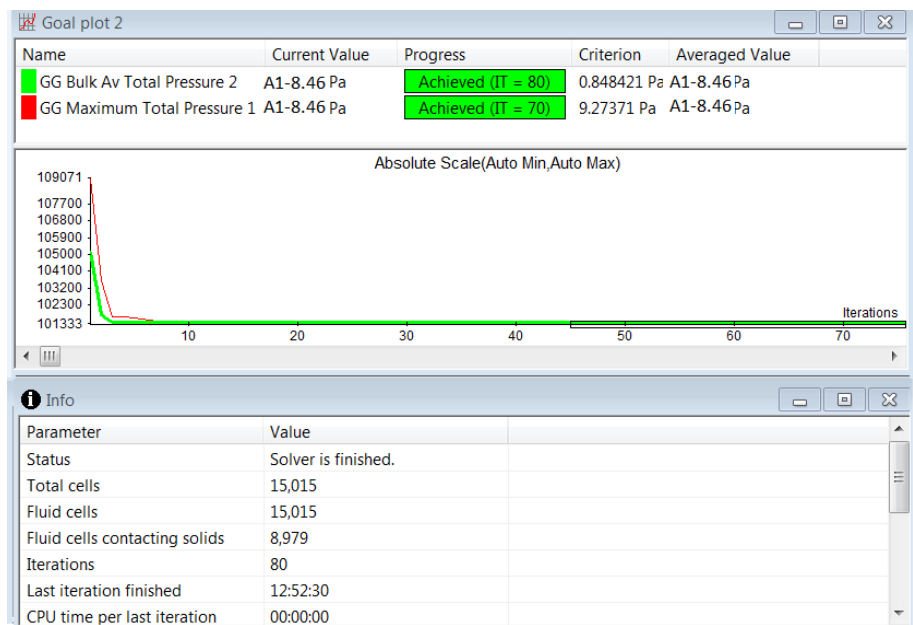 Goal plot 2
Name Current Value Progress Criterion Averaged Value
GG Bulk Av Total Pressure 2 A1-8.46 Pa Achieved (IT = 80) 0.848421 Pa A1-8.46 Pa
GG Maximum Total Pressure 1 A1-8.46 Pa Achieved (IT = 70) 9.27371 Pa A1-8.46 Pa
Absolute Scale(Auto Min,Auto Max)
109071
107700
106800
105900
105000
104100
103200
102300
101333
Iterations
10 20 30 40 50 60 70
Info
Parameter Value
Status Solver is finished.
Total cells 15,015
Fluid cells 15,015
Fluid cells contacting solids 8,979
Iterations 80
Last iteration finished 12:52:30
CPU time per last iteration 00:00:00